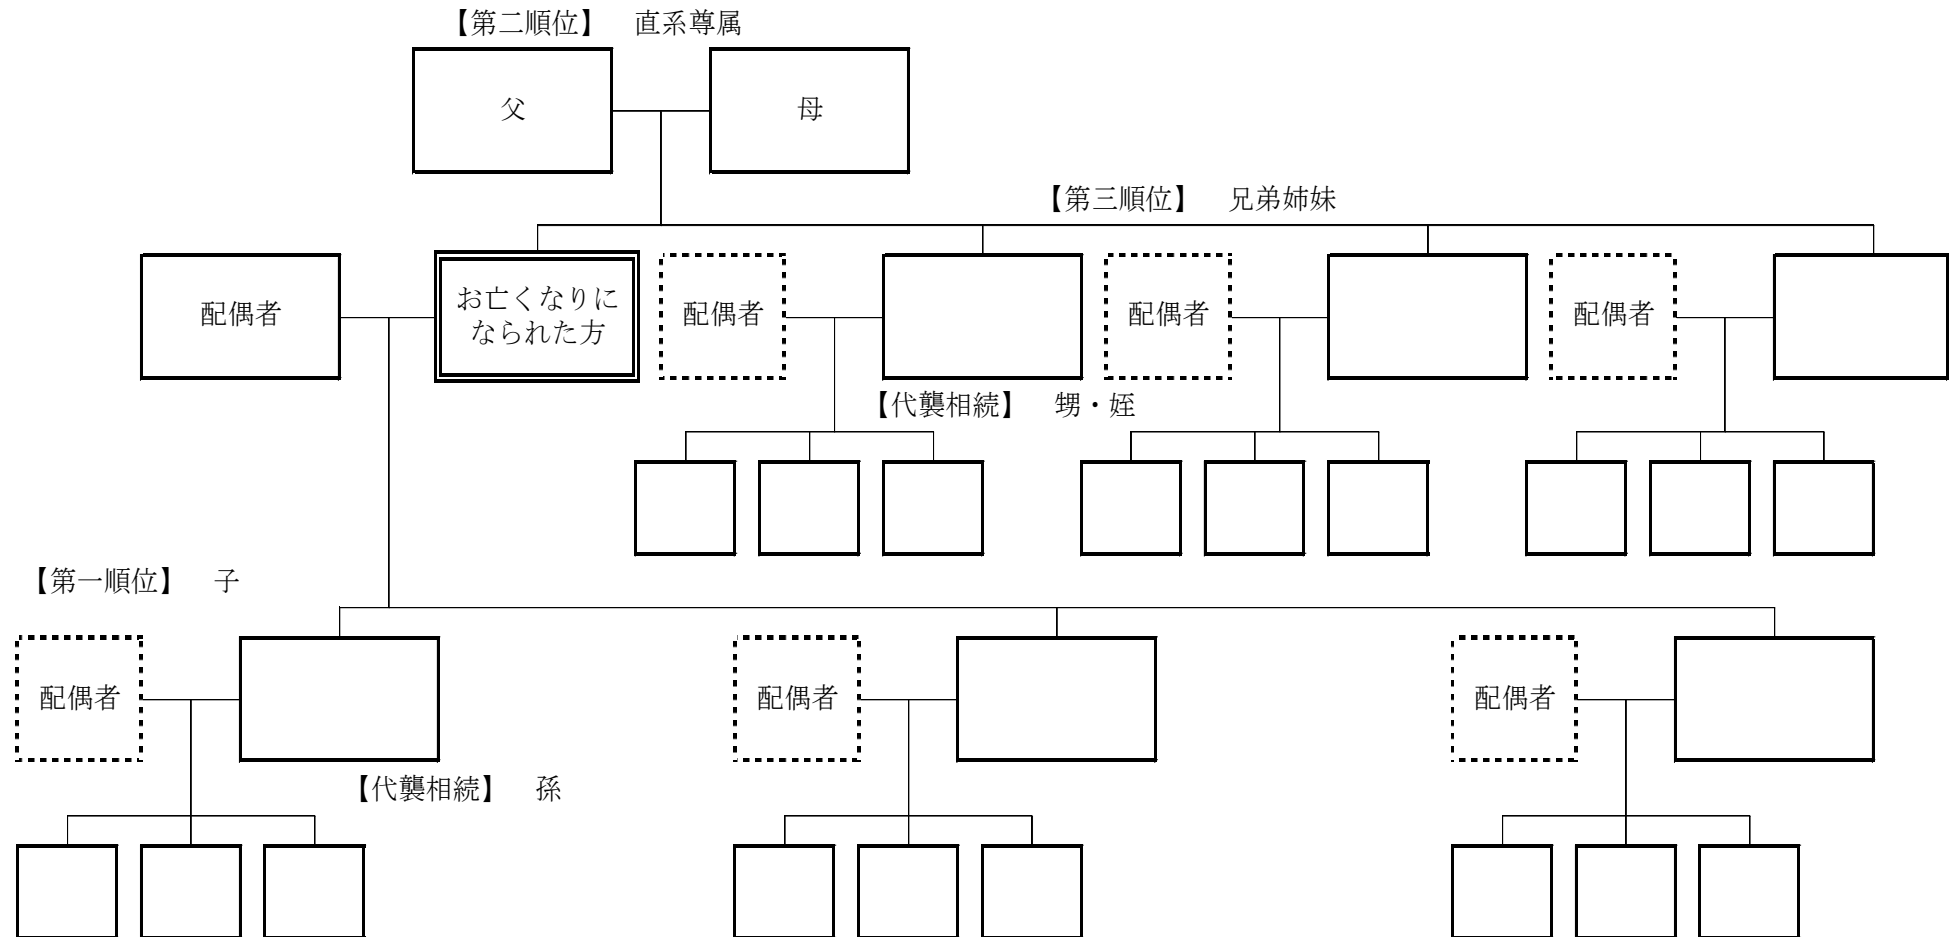 【第二順位】　直系尊属
父
母
【第三順位】　兄弟姉妹
配偶者
お亡くなりに
なられた方
配偶者
配偶者
配偶者
【代襲相続】　甥・姪
【第一順位】　子
配偶者
配偶者
配偶者
【代襲相続】　孫